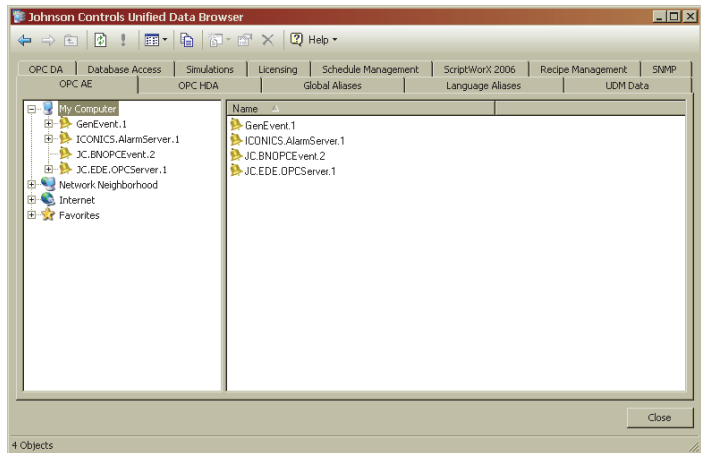 Johnson Controls Unified Data Browser
Help
OPC DA Database Access Simulations Licensing Schedule Management ScriptWorX 2006 Recipe Management SNMP
OPC AE OPC HDA Global Aliases Language Aliases UDM Data
My Computer
GenEvent.1
ICONICS.AlarmServer.1
JC.BNOPCEvent.2
JC.EDE.OPCServer.1
Network Neighborhood
Internet
Favorites
Name
GenEvent.1
ICONICS.AlarmServer.1
JC.BNOPCEvent.2
JC.EDE.OPCServer.1
Close
4 Objects